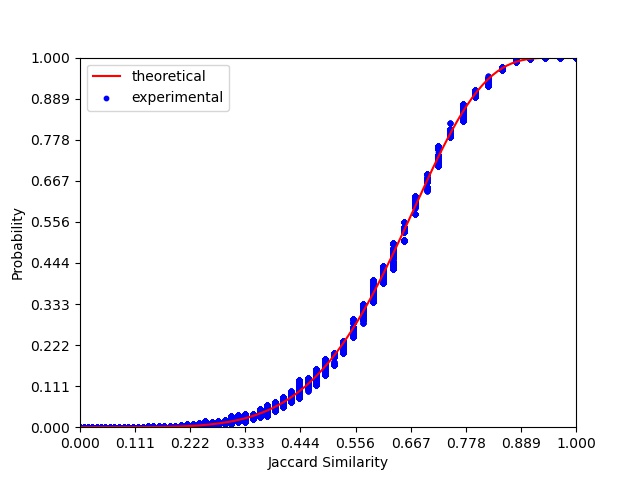 1.000
0.889
0.778
0.667
0.556
0.444
0.333
0.222
0.111
0.000
Probability
theoretical
experimental
0.000 0.111 0.222 0.333 0.444 0.556 0.667 0.778 0.889 1.000
Jaccard Similarity